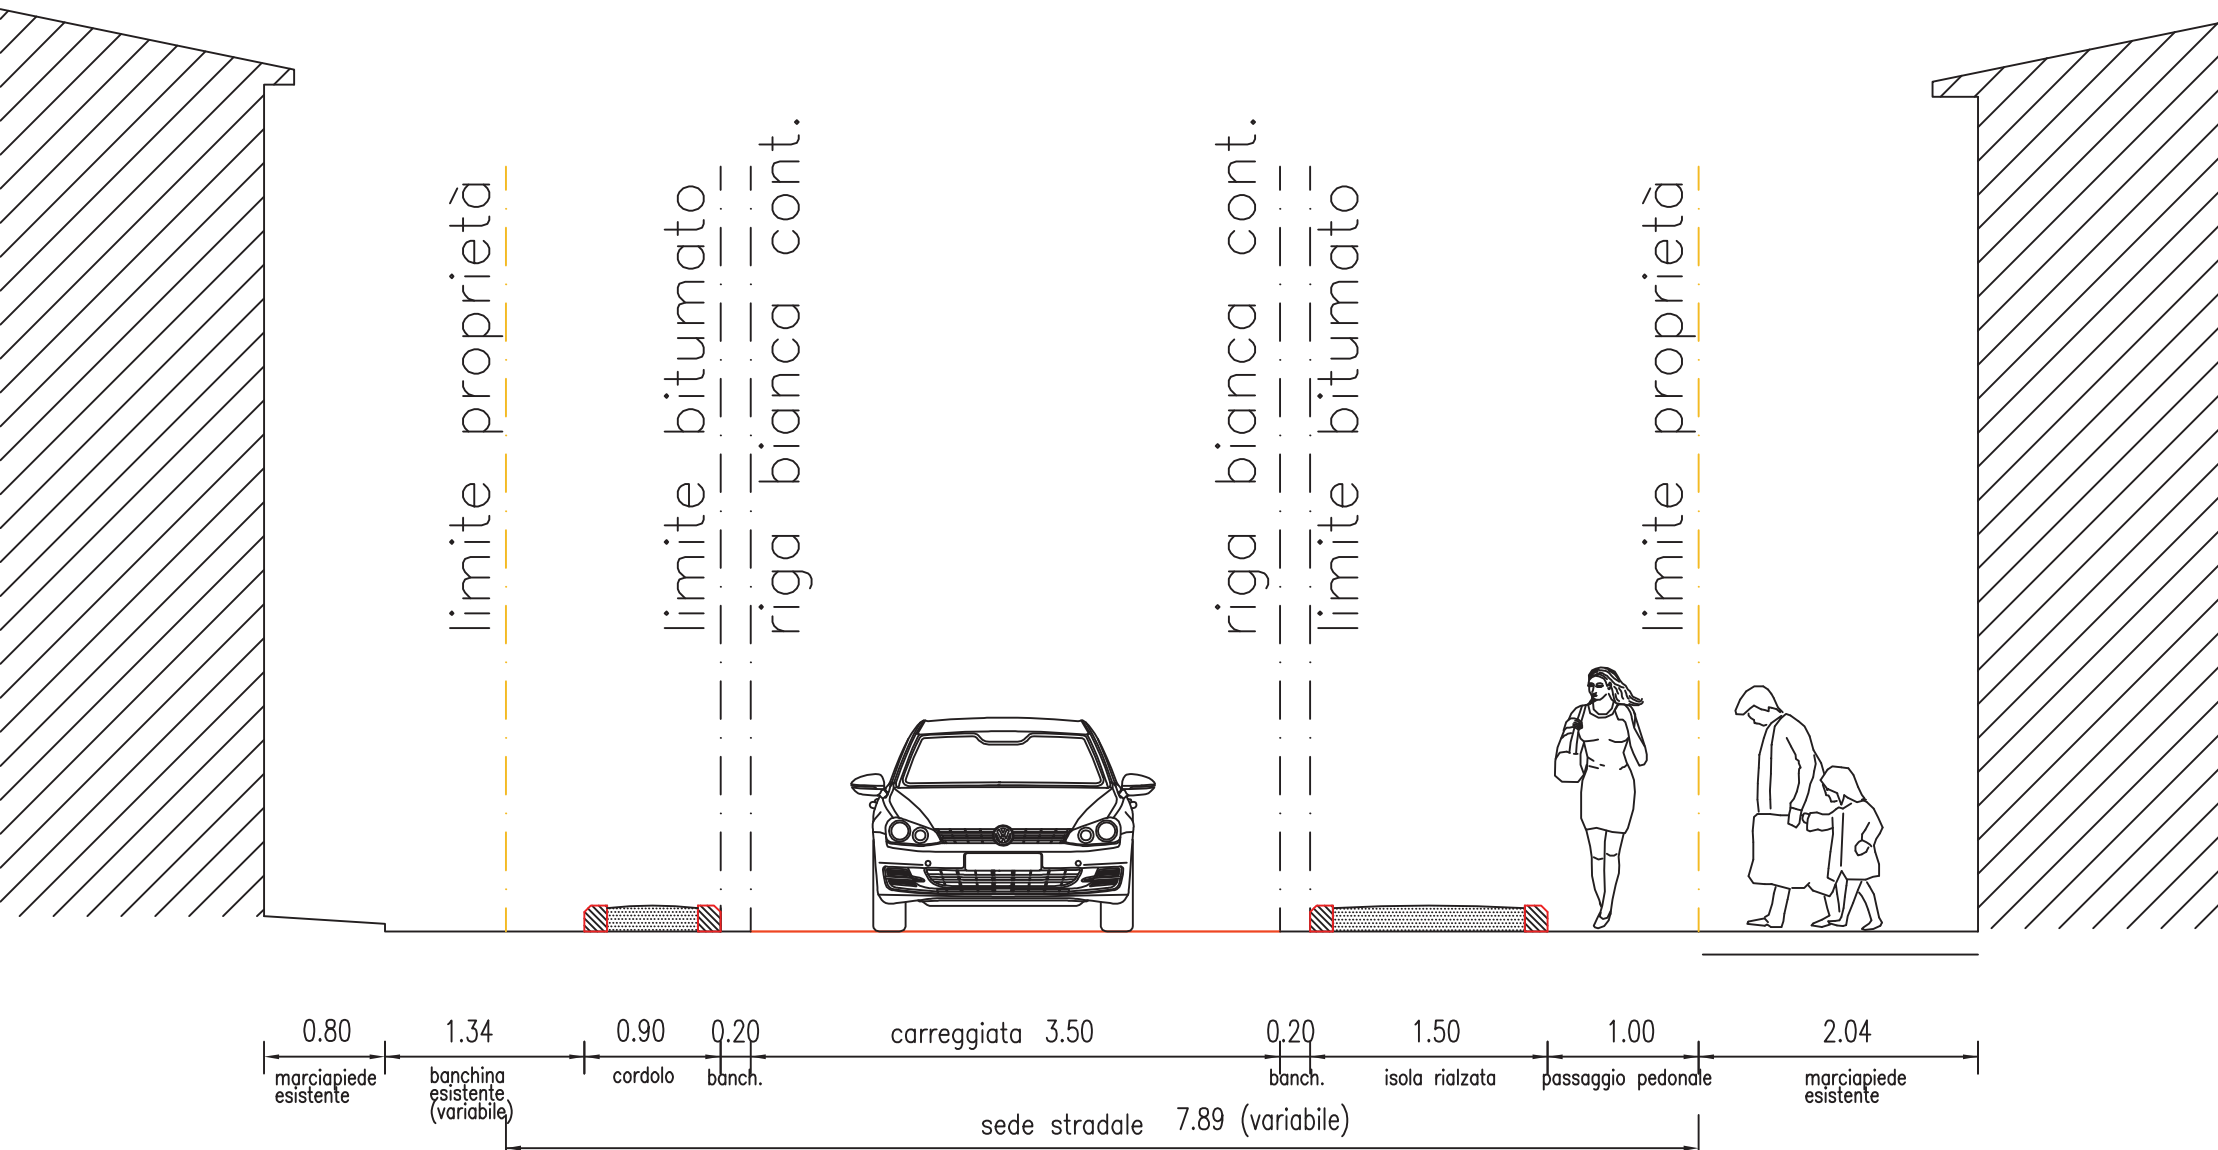 limite proprietà
limite bitumato
riga bianca cont.
riga bianca cont.
limite bitumato
limite proprietà
0.80
1.34
0.90
0.20
carreggiata 3.50
0.20
1.50
1.00
2.04
marciapiede
esistente
banchina
esistente
(variabile)
cordolo
banch.
banch.
isola rialzata
passaggio pedonale
marciapiede
esistente
sede stradale 7.89 (variabile)